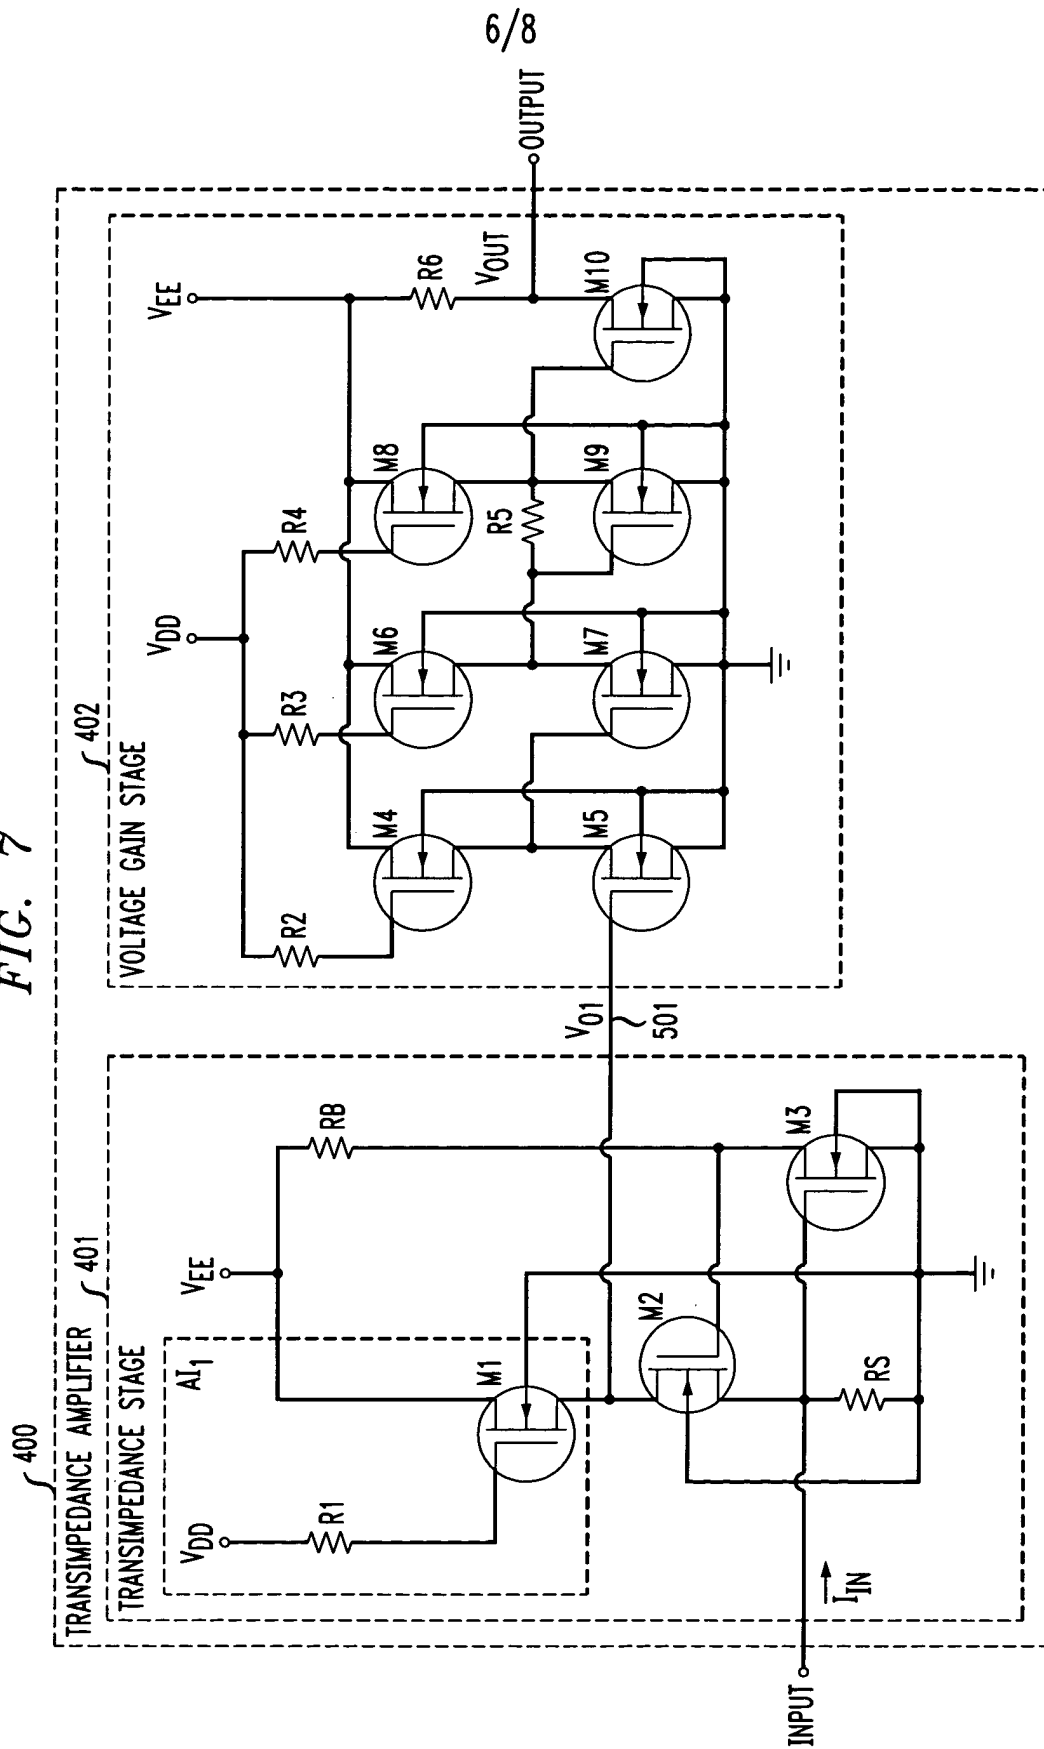 6/8
FIG. 7
400
TRANSIMPEDANCE AMPLIFIER
401
TRANSIMPEDANCE STAGE
AI1
VDD
R1
M1
VEE
RB
M2
M3
RS
INPUT
IIN
VO1
501
402
VOLTAGE GAIN STAGE
VDD
VEE
R2
R3
R4
M4
M6
M8
R6
VOUT
OUTPUT
R5
M5
M7
M9
M10